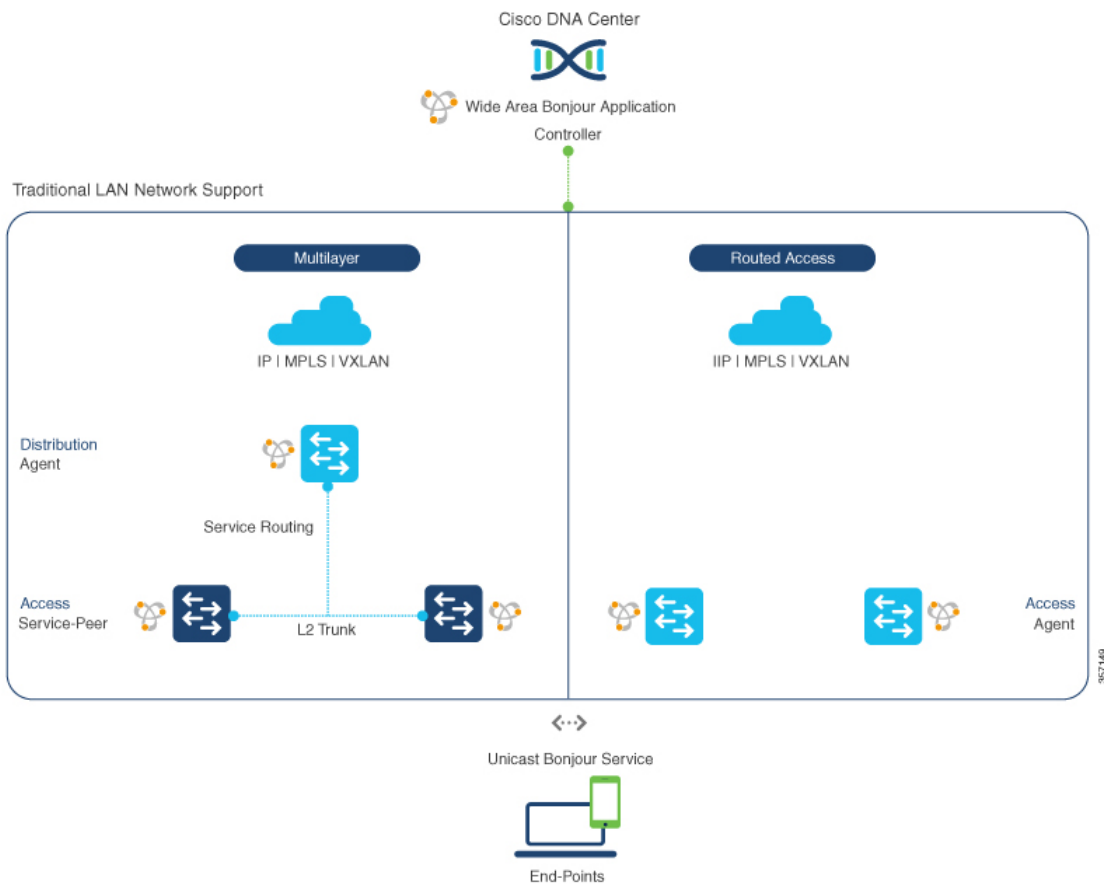 Cisco DNA Center
Wide Area Bonjour Application
Controller
Traditional LAN Network Support
Multilayer
Routed Access
IP | MPLS | VXLAN
IIP | MPLS | VXLAN
Distribution
Agent
Service Routing
Access
Service-Peer
L2 Trunk
Access
Agent
357149
Unicast Bonjour Service
End-Points